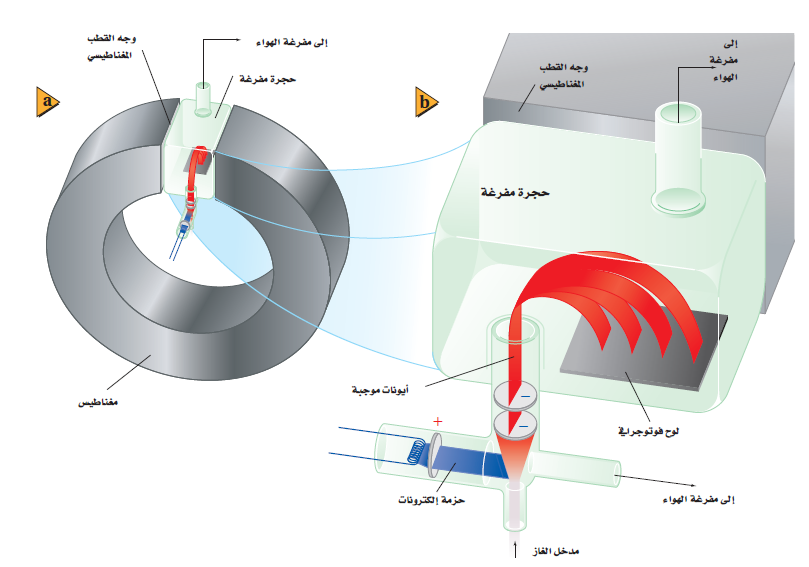 a
وجه القطب
المغناطيسي
إلى مفرغة الهواء
حجرة مفرغة
مغناطيس
b
وجه القطب
المغناطيسي
إلى
مفرغة
الهواء
حجرة مفرغة
أيونات موجبة
−
−
+
لوح فوتوجرافي
حزمة إلكترونات
إلى مفرغة الهواء
مدخل الغاز